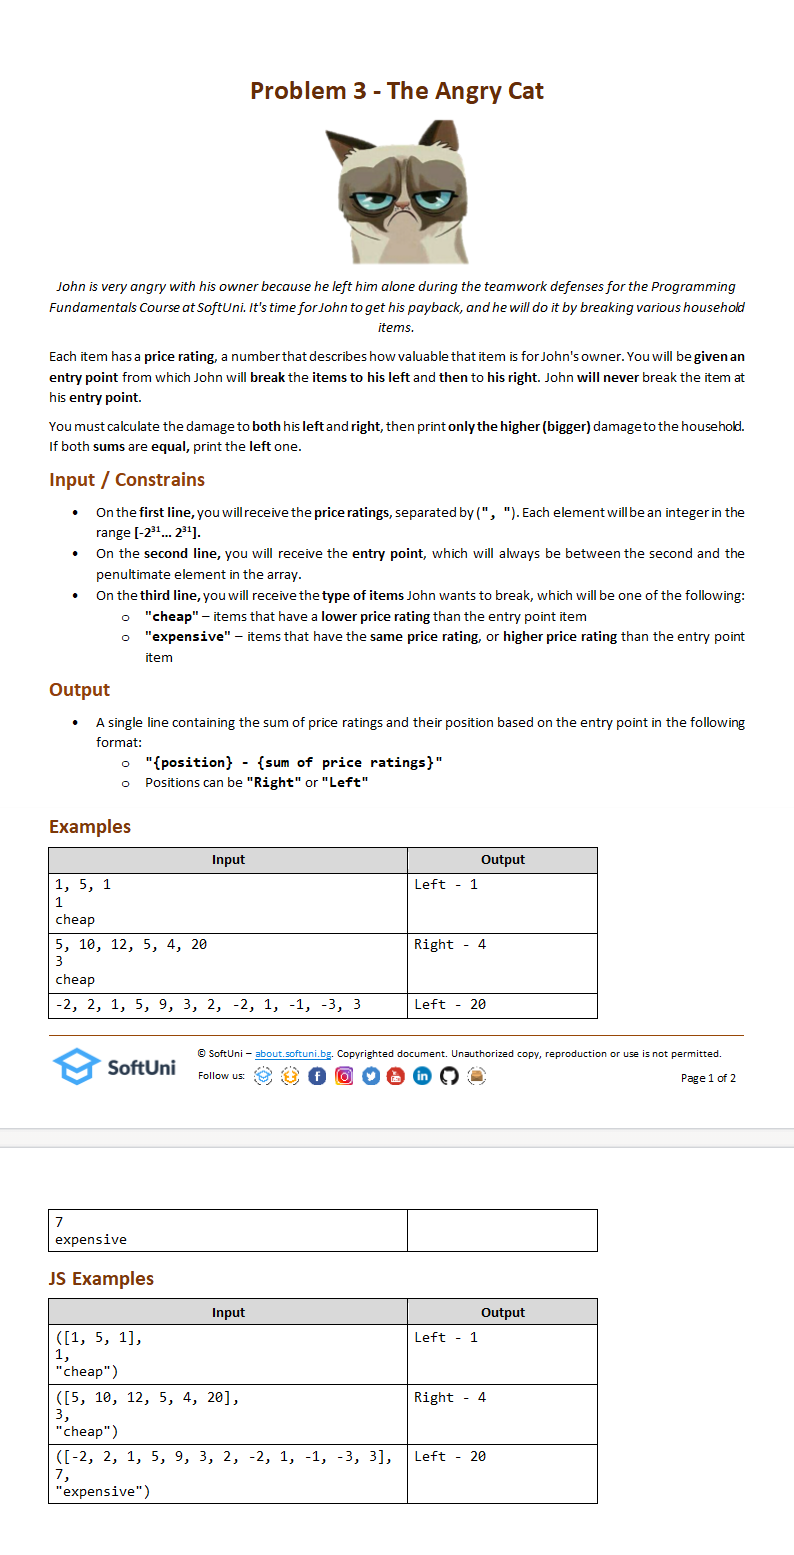 Problem 3 - The Angry Cat
John is very angry with his owner because he left him alone during the teamwork defenses for the Programming
Fundamentals Course at SoftUni. It's time for John to get his payback, and he will do it by breaking various household
items.
Each item has a price rating, a number that describes how valuable that item is for John's owner. You will be given an
entry point from which John will break the items to his left and then to his right. John will never break the item at
his entry point.
You must calculate the damage to both his left and right, then print only the higher (bigger) damage to the household.
If both sums are equal, print the left one.
Input / Constrains
• On the first line, you will receive the price ratings, separated by (", "). Each element will be an integer in the
range [-2³¹... 2³¹].
• On the second line, you will receive the entry point, which will always be between the second and the
penultimate element in the array.
• On the third line, you will receive the type of items John wants to break, which will be one of the following:
o "cheap" – items that have a lower price rating than the entry point item
o "expensive" – items that have the same price rating, or higher price rating than the entry point
item
Output
• A single line containing the sum of price ratings and their position based on the entry point in the following
format:
o "{position} - {sum of price ratings}"
o Positions can be "Right" or "Left"
Examples
Input Output
1, 5, 1 Left - 1
1
cheap
5, 10, 12, 5, 4, 20 Right - 4
3
cheap
-2, 2, 1, 5, 9, 3, 2, -2, 1, -1, -3, 3 Left - 20
SoftUni
© SoftUni – about.softuni.bg. Copyrighted document. Unauthorized copy, reproduction or use is not permitted.
Follow us: Page 1 of 2
7
expensive
JS Examples
Input Output
([1, 5, 1], Left - 1
1,
"cheap")
([5, 10, 12, 5, 4, 20], Right - 4
3,
"cheap")
([-2, 2, 1, 5, 9, 3, 2, -2, 1, -1, -3, 3], Left - 20
7,
"expensive")